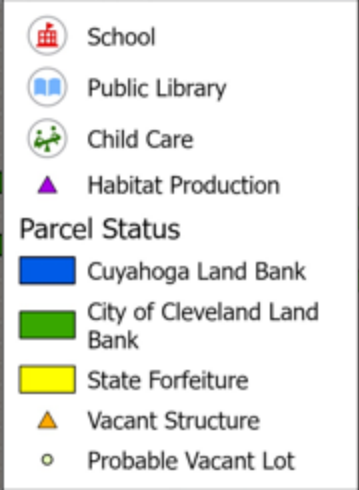 School
Public Library
Child Care
Habitat Production
Parcel Status
Cuyahoga Land Bank
City of Cleveland Land
Bank
State Forfeiture
Vacant Structure
Probable Vacant Lot